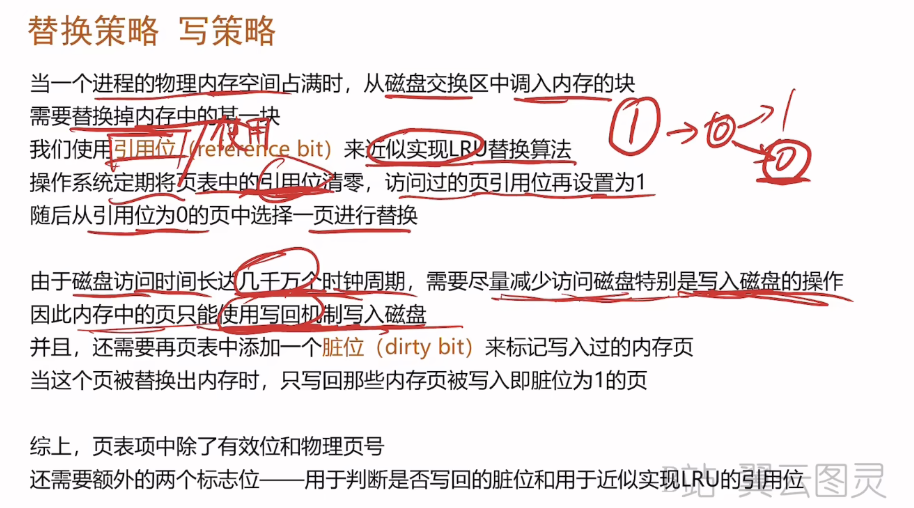 替换策略 写策略
当一个进程的物理内存空间占满时，从磁盘交换区中调入内存的块
需要替换掉内存中的某一块
我们使用引用位（reference bit）来近似实现LRU替换算法
使用
1 0 1
0
操作系统定期将页表中的引用位清零，访问过的页引用位再设置为1
随后从引用位为0的页中选择一页进行替换
由于磁盘访问时间长达几千万个时钟周期，需要尽量减少访问磁盘特别是写入磁盘的操作
因此内存中的页只能使用写回机制写入磁盘
并且，还需要再页表中添加一个脏位（dirty bit）来标记写入过的内存页
当这个页被替换出内存时，只写回那些内存页被写入即脏位为1的页
综上，页表项中除了有效位和物理页号
还需要额外的两个标志位——用于判断是否写回的脏位和用于近似实现LRU的引用位
B站 翼云图灵